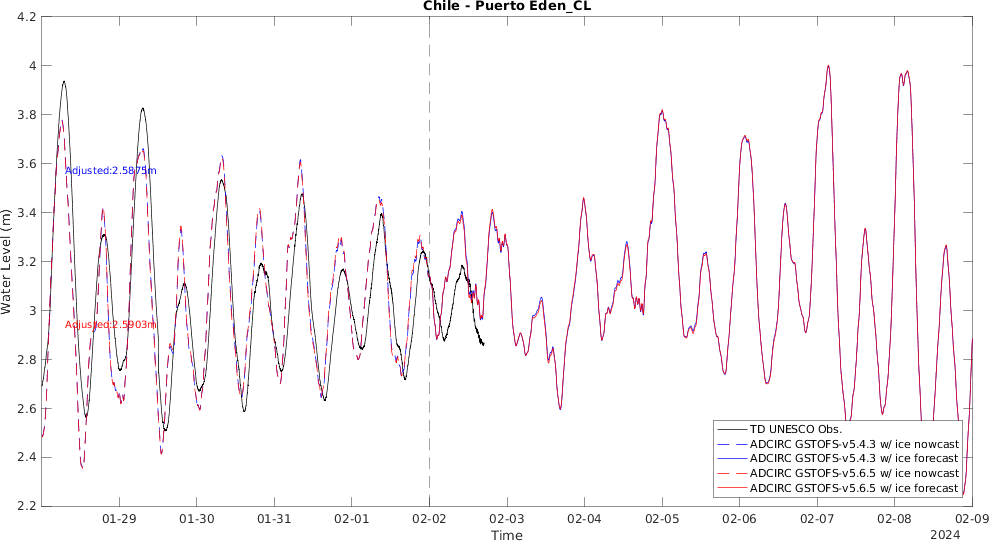 Chile - Puerto Eden_CL
4.2
4
3.8
3.6
3.4
3.2
3
2.8
2.6
2.4
2.2
Water Level (m)
Adjusted:2.5875m
Adjusted:2.5903m
TD UNESCO Obs.
ADCIRC GSTOFS-v5.4.3 w/ ice nowcast
ADCIRC GSTOFS-v5.4.3 w/ ice forecast
ADCIRC GSTOFS-v5.6.5 w/ ice nowcast
ADCIRC GSTOFS-v5.6.5 w/ ice forecast
01-29 01-30 01-31 02-01 02-02 02-03 02-04 02-05 02-06 02-07 02-08 02-09
Time
2024